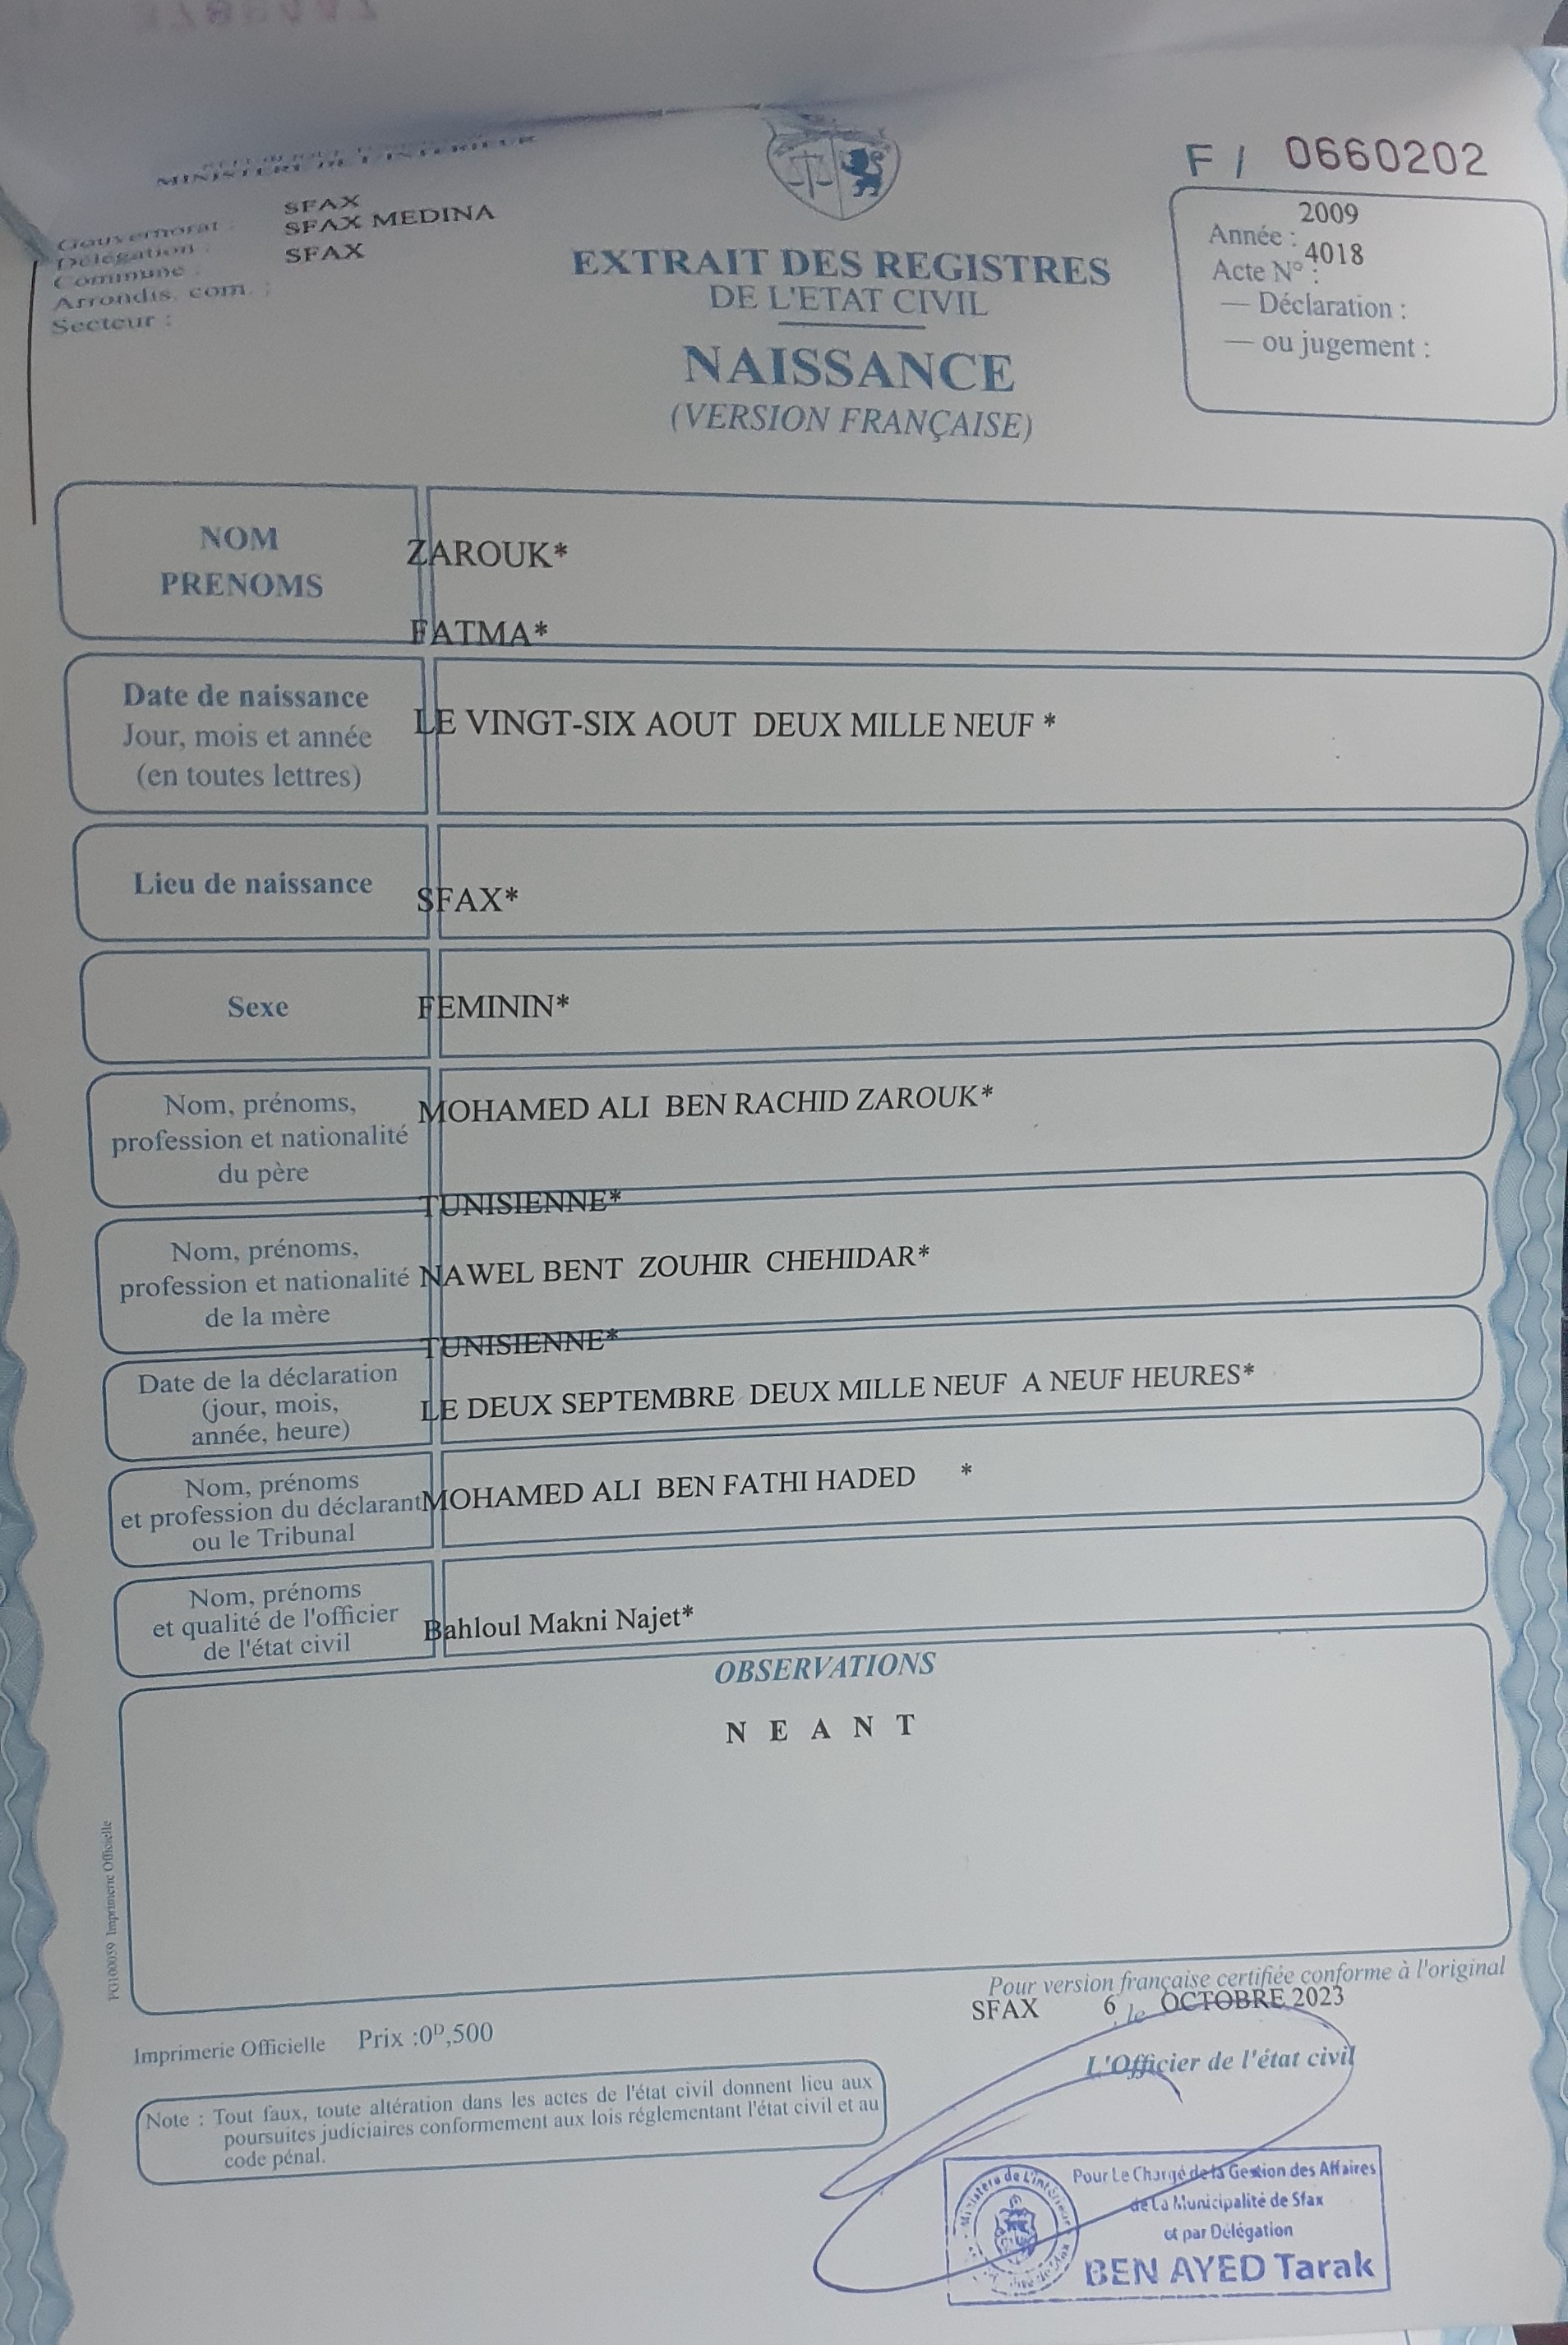 MINISTERE DE L'INTERIEUR
Gouvernorat : SFAX
Délégation : SFAX MEDINA
Commune : SFAX
Arrondis. com. :
Secteur :
EXTRAIT DES REGISTRES
DE L'ETAT CIVIL
NAISSANCE
(VERSION FRANÇAISE)
F / 0660202
Année : 2009
Acte N° : 4018
— Déclaration :
— ou jugement :
NOM
PRENOMS
ZAROUK*
FATMA*
Date de naissance
Jour, mois et année
(en toutes lettres)
LE VINGT-SIX AOUT DEUX MILLE NEUF *
Lieu de naissance
SFAX*
Sexe
FEMININ*
Nom, prénoms,
profession et nationalité
du père
MOHAMED ALI BEN RACHID ZAROUK*
TUNISIENNE*
Nom, prénoms,
profession et nationalité
de la mère
NAWEL BENT ZOUHIR CHEHIDAR*
TUNISIENNE*
Date de la déclaration
(jour, mois,
année, heure)
LE DEUX SEPTEMBRE DEUX MILLE NEUF A NEUF HEURES*
Nom, prénoms
et profession du déclarant
ou le Tribunal
MOHAMED ALI BEN FATHI HADED *
Nom, prénoms
et qualité de l'officier
de l'état civil
Bahloul Makni Najet*
OBSERVATIONS
N E A N T
PG100059 Imprimerie Officielle
Pour version française certifiée conforme à l'original
SFAX 6, le OCTOBRE 2023
L'Officier de l'état civil
Imprimerie Officielle Prix :0ᴰ,500
Note : Tout faux, toute altération dans les actes de l'état civil donnent lieu aux
poursuites judiciaires conformement aux lois réglementant l'état civil et au
code pénal.
Ministère de L'intérieur
Pour Le Chargé de la Gestion des Affaires
de La Municipalité de Sfax
et par Délégation
BEN AYED Tarak